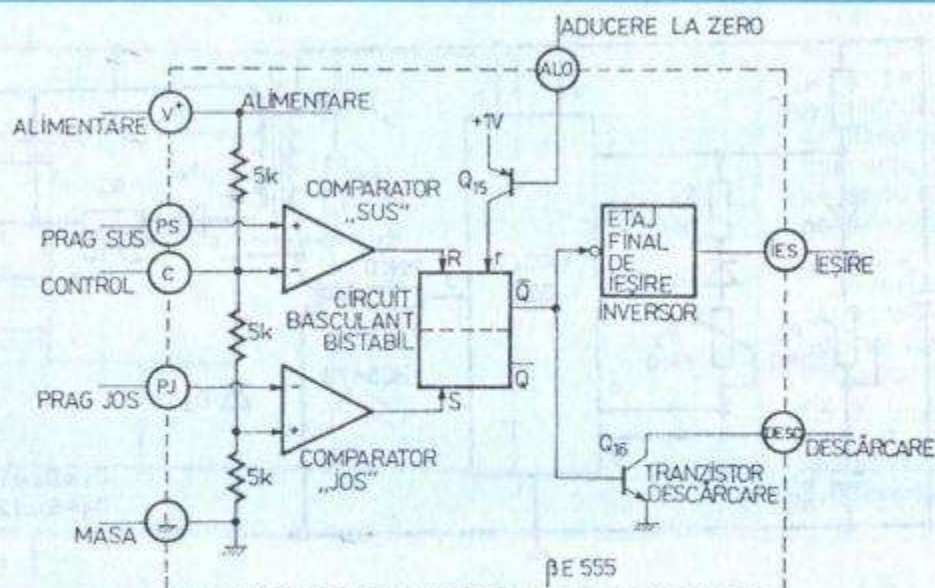 ADUCERE LA ZERO
ALO
V+
ALIMENTARE
ALIMENTARE
+1V
5k
Q15
COMPARATOR
„SUS"
PS
PRAG SUS
C
CONTROL
+
−
R
r
ETAJ
FINAL
DE
IEȘIRE
INVERSOR
IES
IEȘIRE
CIRCUIT
BASCULANT
BISTABIL
Q̄
Q̄
5k
PJ
PRAG JOS
−
+
S
COMPARATOR
„JOS"
Q16
DESC
DESCĂRCARE
TRANZISTOR
DESCĂRCARE
5k
MASA
βE 555